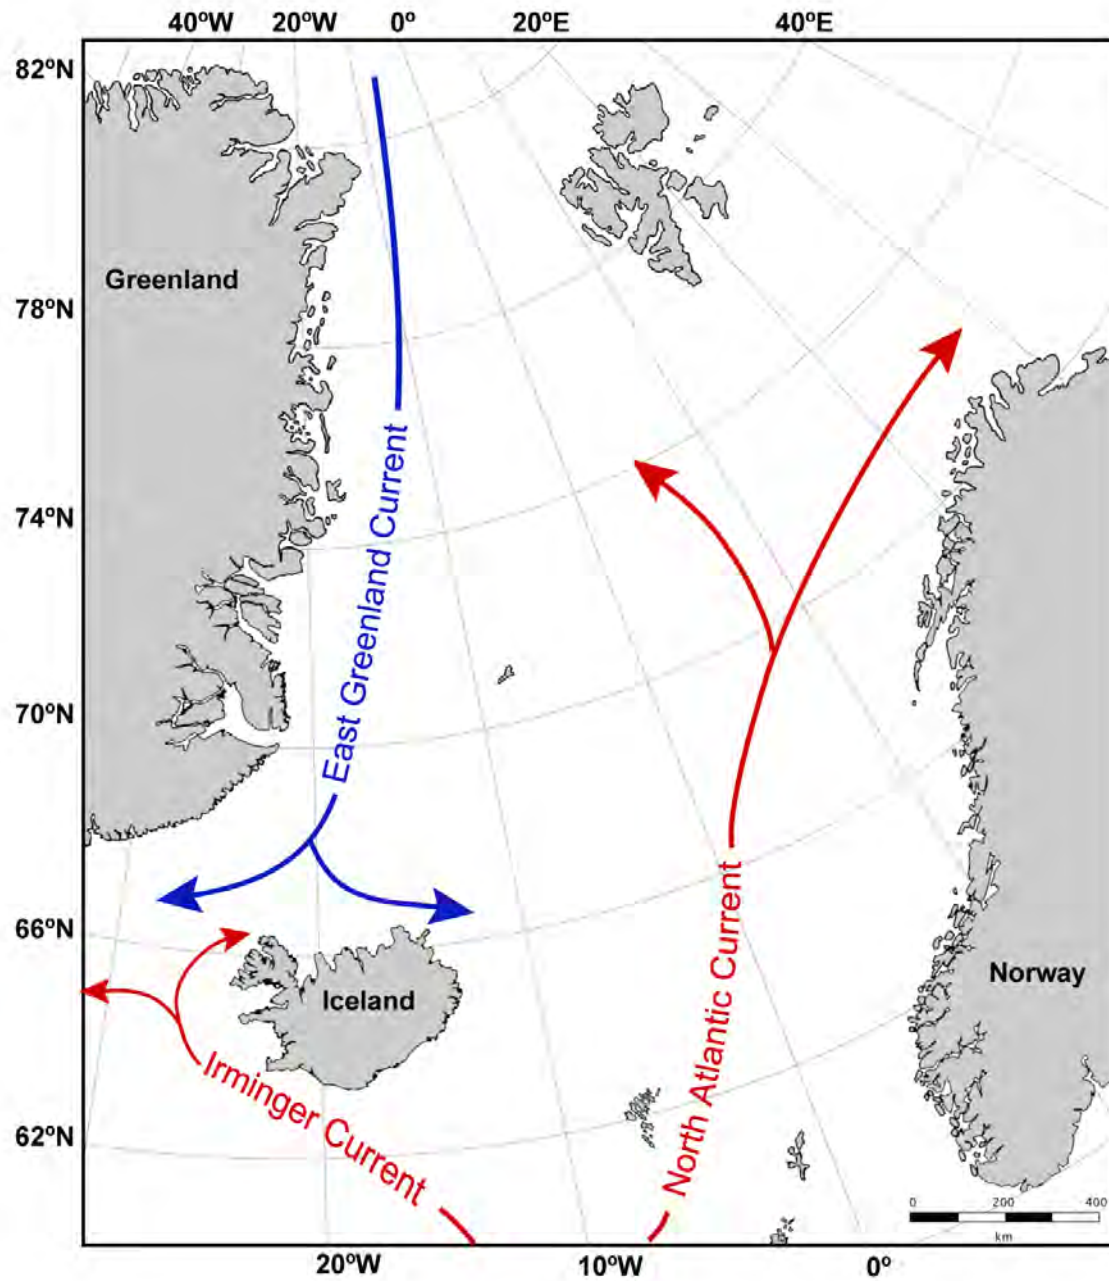 40ºW 20ºW 0º 20ºE 40ºE
82ºN
Greenland
78ºN
74ºN
East Greenland Current
70ºN
66ºN
Iceland
Norway
North Atlantic Current
Irminger Current
62ºN
0 200 400
km
20ºW 10ºW 0º